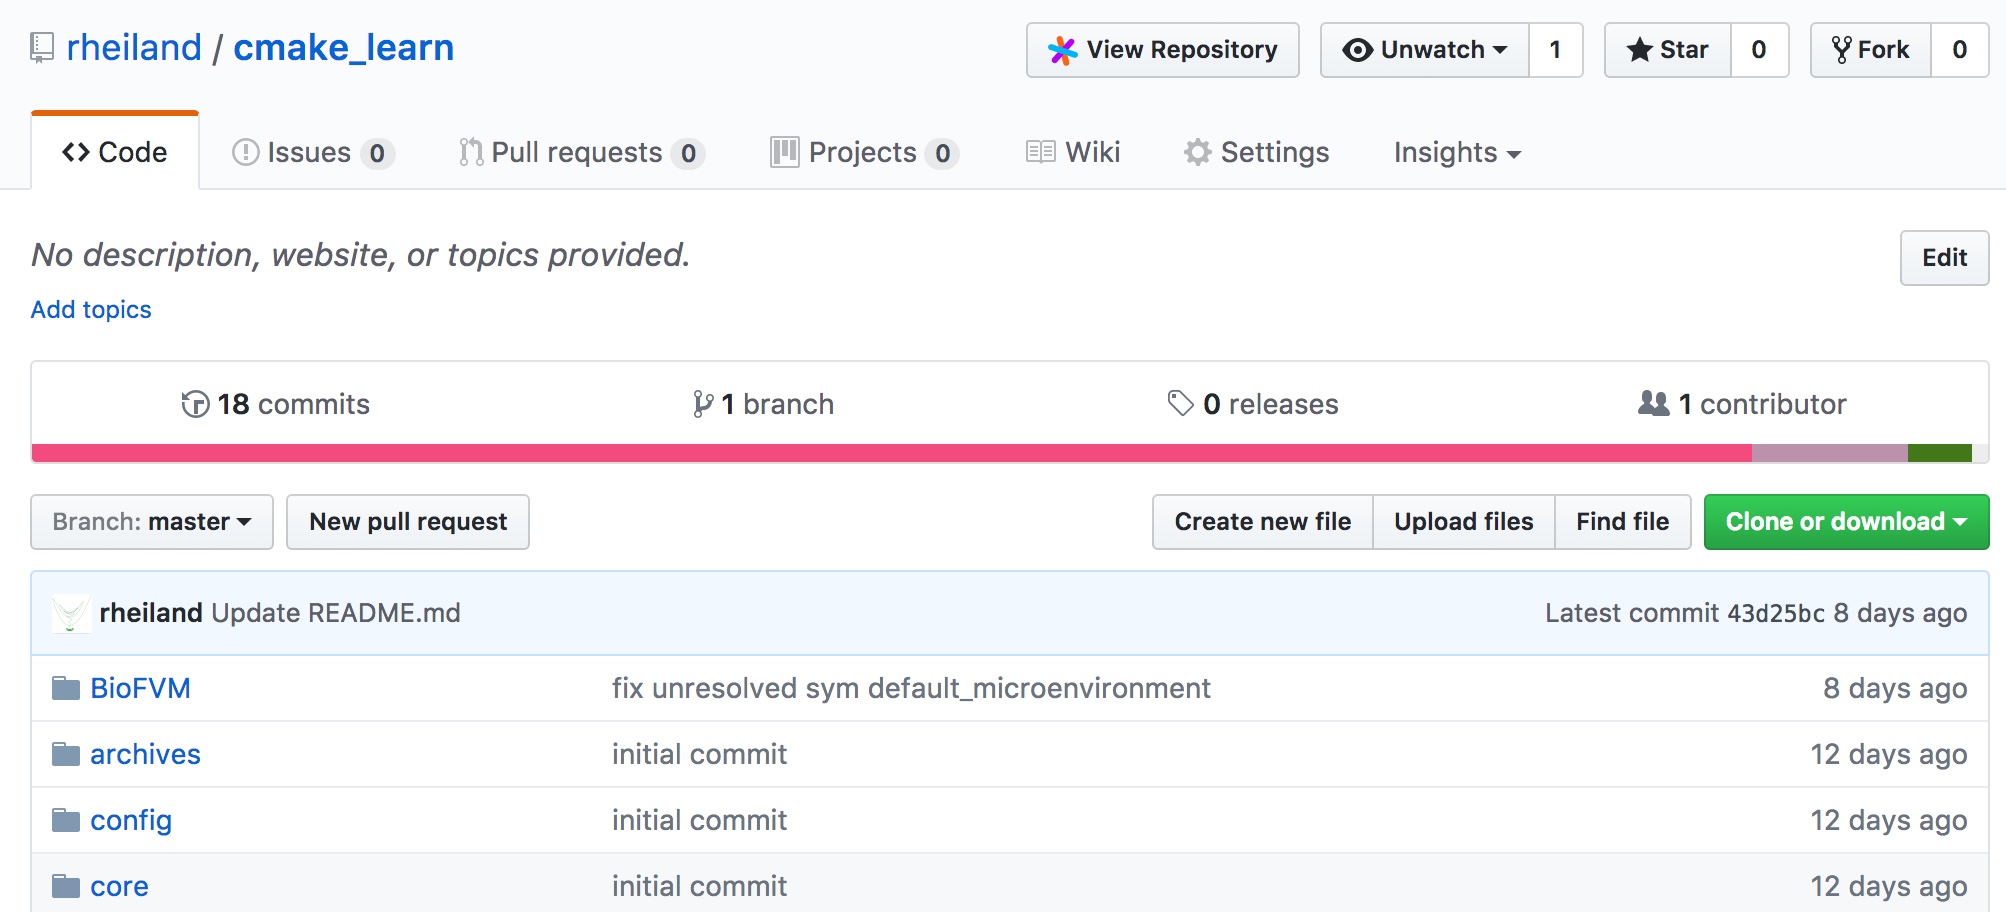 rheiland / cmake_learn
View Repository Unwatch 1 Star 0 Fork 0
Code Issues 0 Pull requests 0 Projects 0 Wiki Settings Insights
No description, website, or topics provided. Edit
Add topics
18 commits 1 branch 0 releases 1 contributor
Branch: master New pull request Create new file Upload files Find file Clone or download
rheiland Update README.md Latest commit 43d25bc 8 days ago
BioFVM fix unresolved sym default_microenvironment 8 days ago
archives initial commit 12 days ago
config initial commit 12 days ago
core initial commit 12 days ago